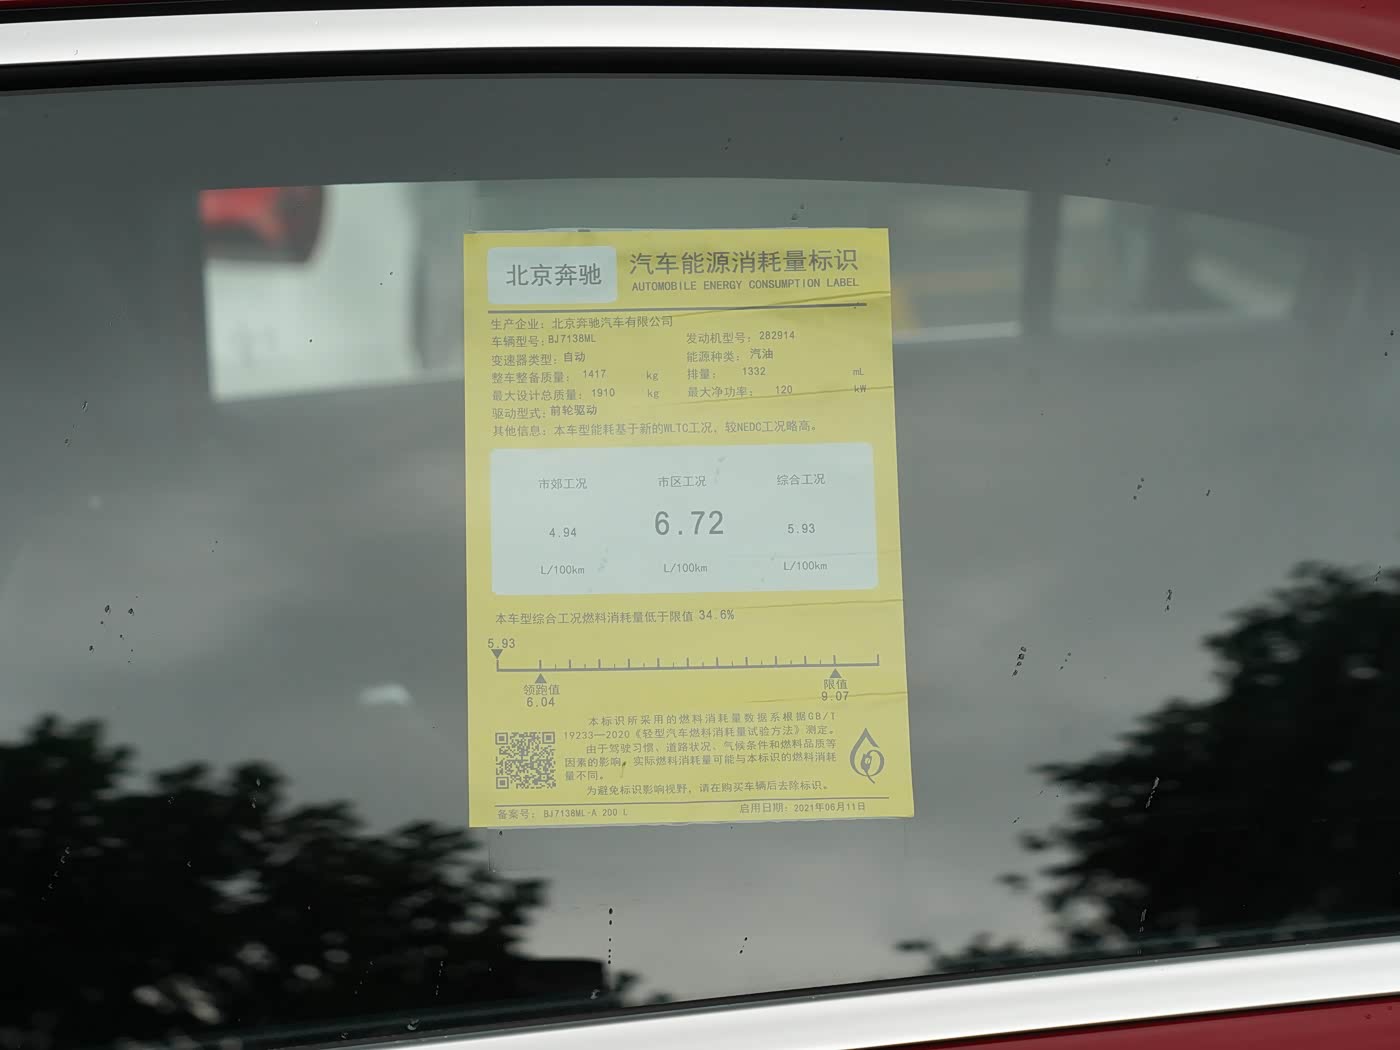 北京奔驰
汽车能源消耗量标识
AUTOMOBILE ENERGY CONSUMPTION LABEL
生产企业：北京奔驰汽车有限公司
车辆型号：BJ7138ML 发动机型号：282914
变速器类型：自动 能源种类：汽油
整车整备质量：1417 kg 排量：1332 mL
最大设计总质量：1910 kg 最大净功率：120 kW
驱动型式：前轮驱动
其他信息：本车型能耗基于新的WLTC工况，较NEDC工况略高。
市郊工况 市区工况 综合工况
4.94 6.72 5.93
L/100km L/100km L/100km
本车型综合工况燃料消耗量低于限值 34.6%
5.93
领跑值 限值
6.04 9.07
本标识所采用的燃料消耗量数据系根据GB/T
19233—2020《轻型汽车燃料消耗量试验方法》测定。
由于驾驶习惯、道路状况、气候条件和燃料品质等
因素的影响，实际燃料消耗量可能与本标识的燃料消耗
量不同。
为避免标识影响视野，请在购买车辆后去除标识。
备案号：BJ7138ML-A 200 L 启用日期：2021年06月11日